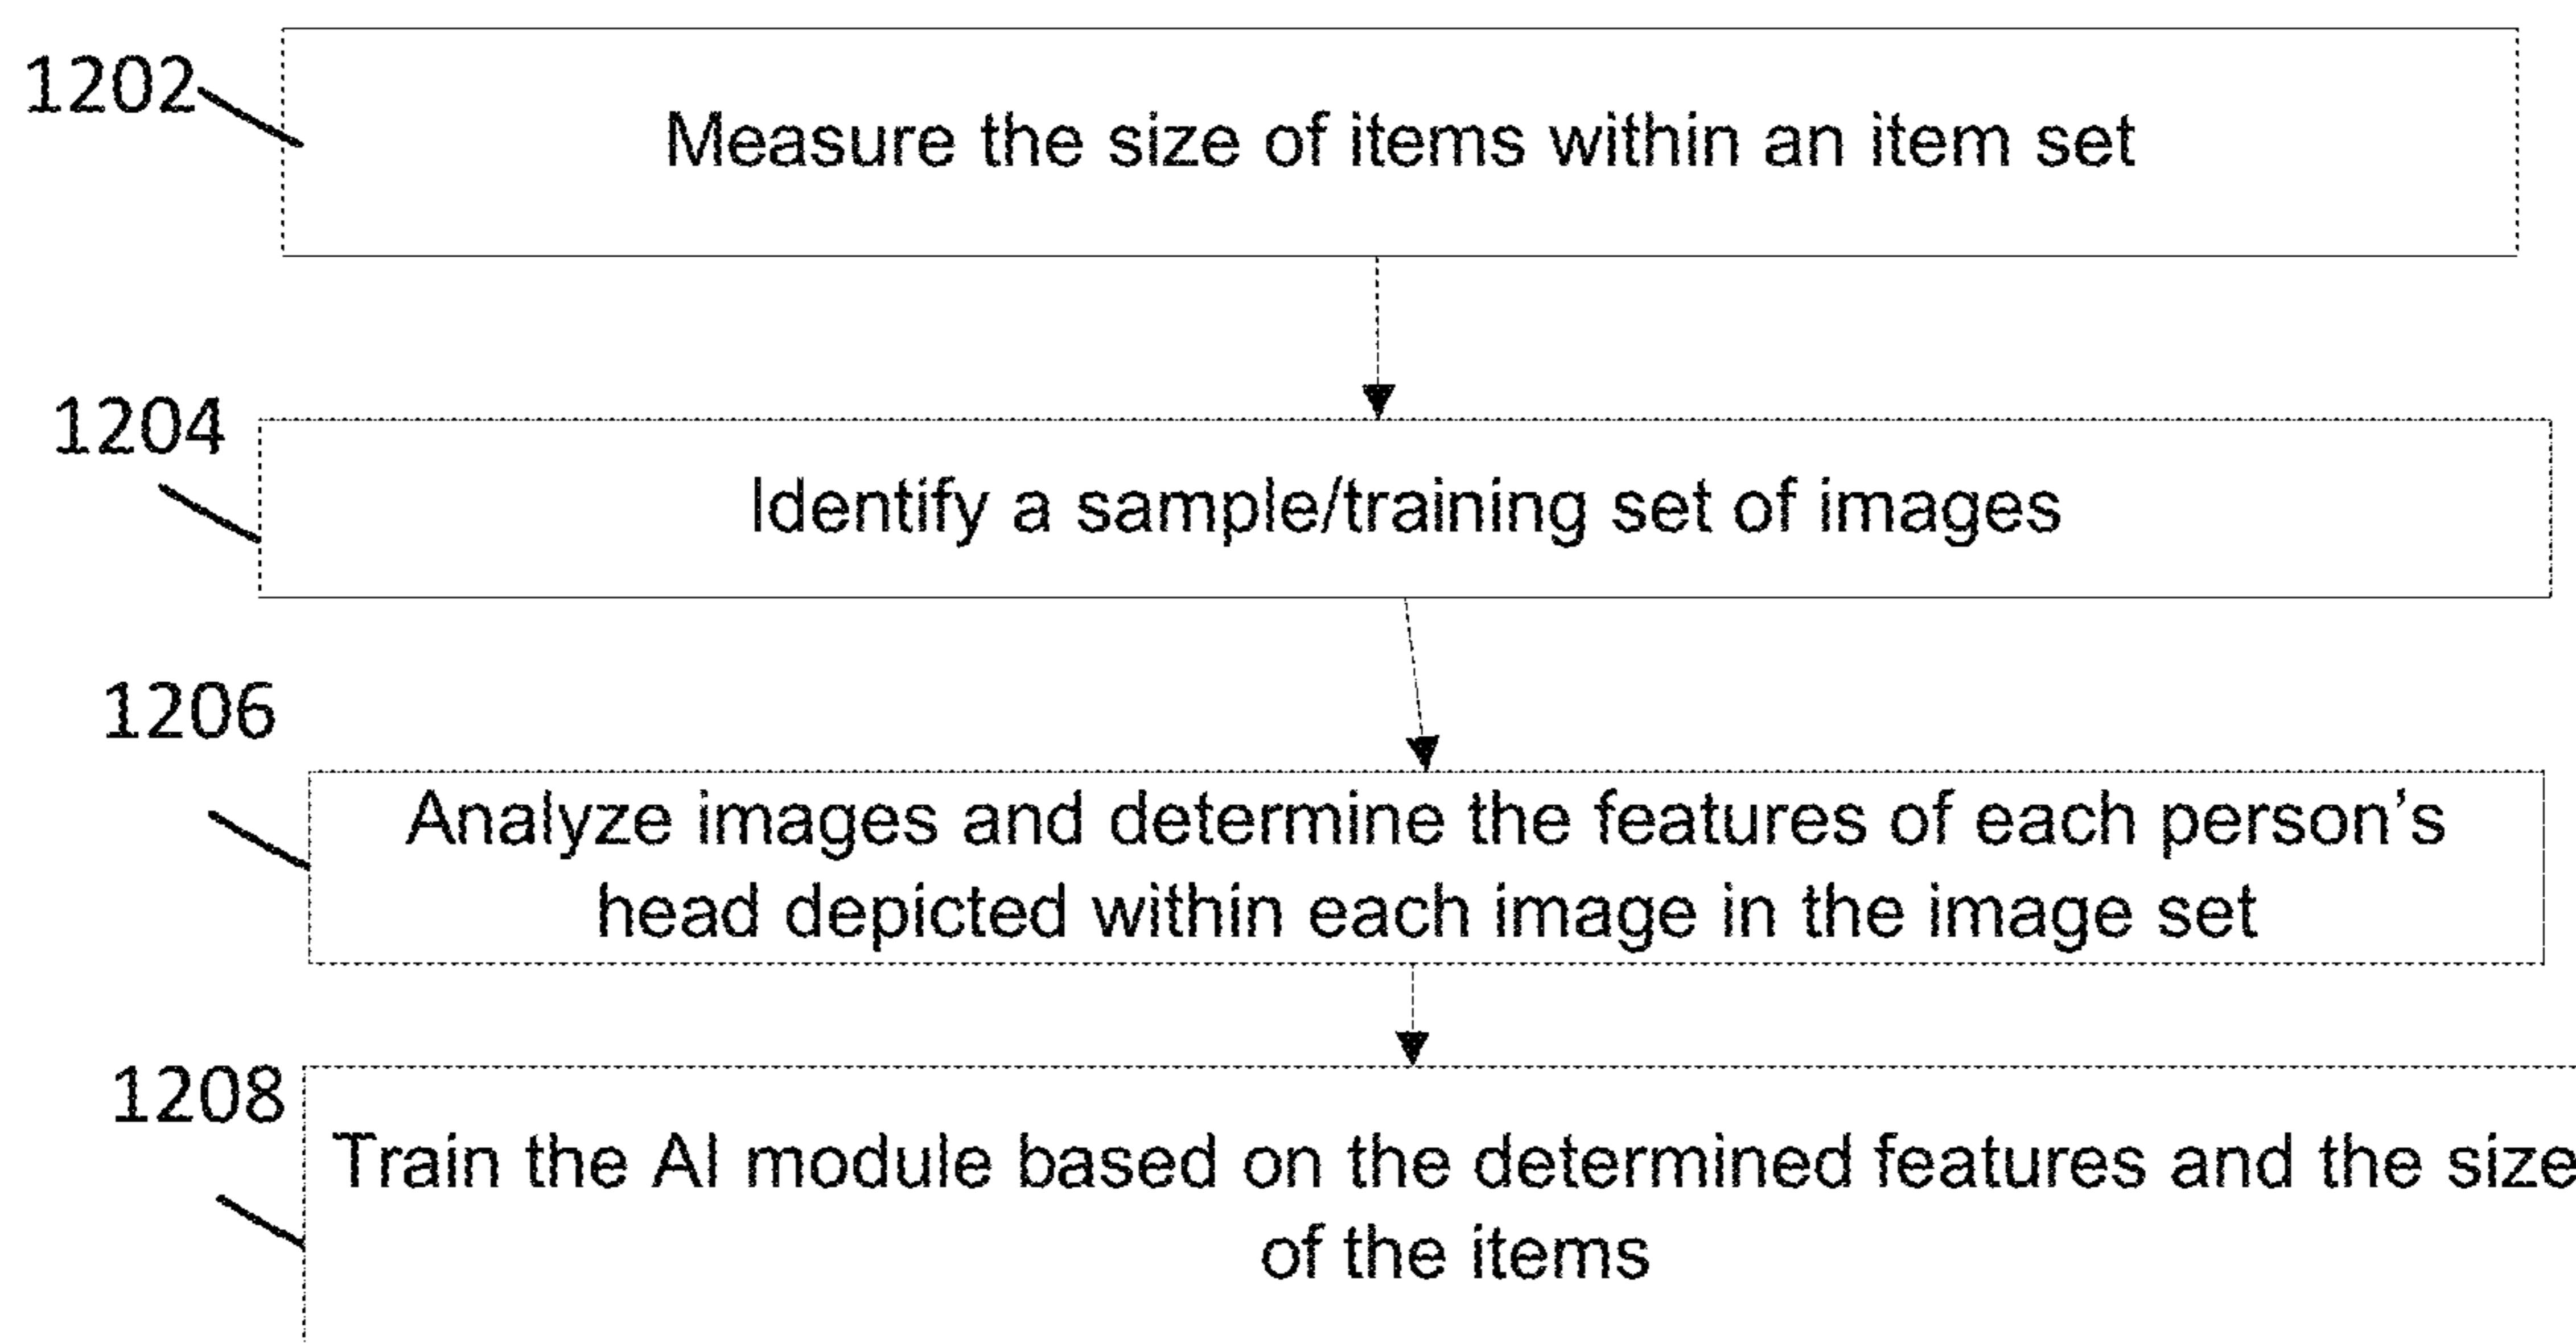 1202
Measure the size of items within an item set
1204
Identify a sample/training set of images
1206
Analyze images and determine the features of each person’s
head depicted within each image in the image set
1208
Train the AI module based on the determined features and the size
of the items